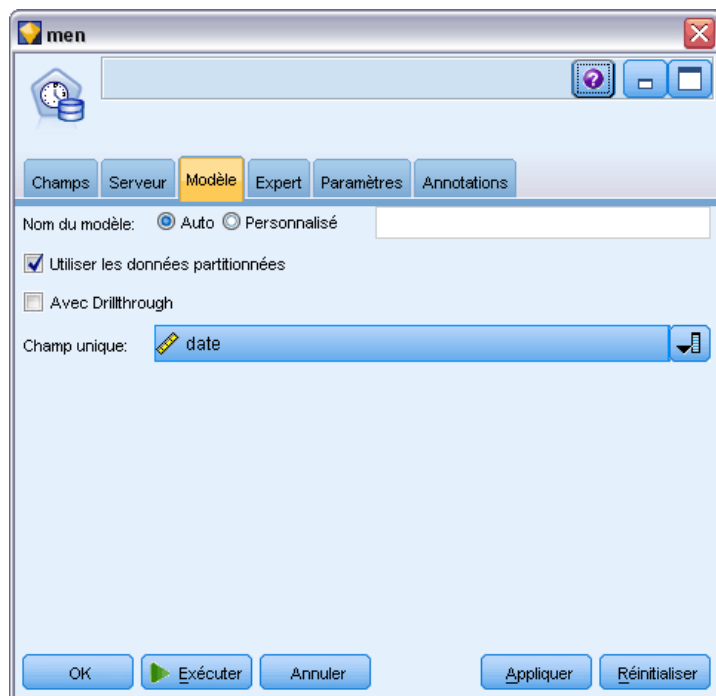 men
?
Champs Serveur Modèle Expert Paramètres Annotations
Nom du modèle: Auto Personnalisé
Utiliser les données partitionnées
Avec Drillthrough
Champ unique: date
OK Exécuter Annuler Appliquer Réinitialiser